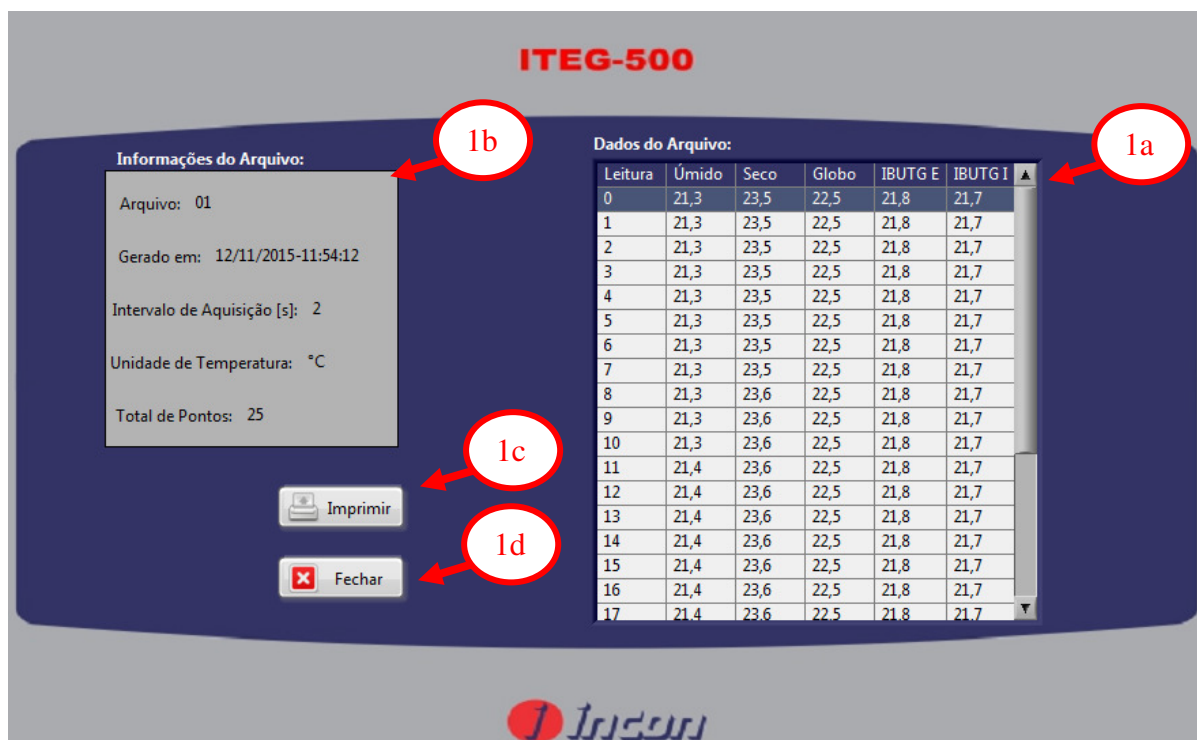 ITEG-500
1b
1a
Informações do Arquivo:
Arquivo: 01
Gerado em: 12/11/2015-11:54:12
Intervalo de Aquisição [s]: 2
Unidade de Temperatura: °C
Total de Pontos: 25
1c
Imprimir
1d
Fechar
Dados do Arquivo:
Leitura Úmido Seco Globo IBUTG E IBUTG I
0 21,3 23,5 22,5 21,8 21,7
1 21,3 23,5 22,5 21,8 21,7
2 21,3 23,5 22,5 21,8 21,7
3 21,3 23,5 22,5 21,8 21,7
4 21,3 23,5 22,5 21,8 21,7
5 21,3 23,5 22,5 21,8 21,7
6 21,3 23,5 22,5 21,8 21,7
7 21,3 23,5 22,5 21,8 21,7
8 21,3 23,6 22,5 21,8 21,7
9 21,3 23,6 22,5 21,8 21,7
10 21,3 23,6 22,5 21,8 21,7
11 21,4 23,6 22,5 21,8 21,7
12 21,4 23,6 22,5 21,8 21,7
13 21,4 23,6 22,5 21,8 21,7
14 21,4 23,6 22,5 21,8 21,7
15 21,4 23,6 22,5 21,8 21,7
16 21,4 23,6 22,5 21,8 21,7
17 21,4 23,6 22,5 21,8 21,7
Incon